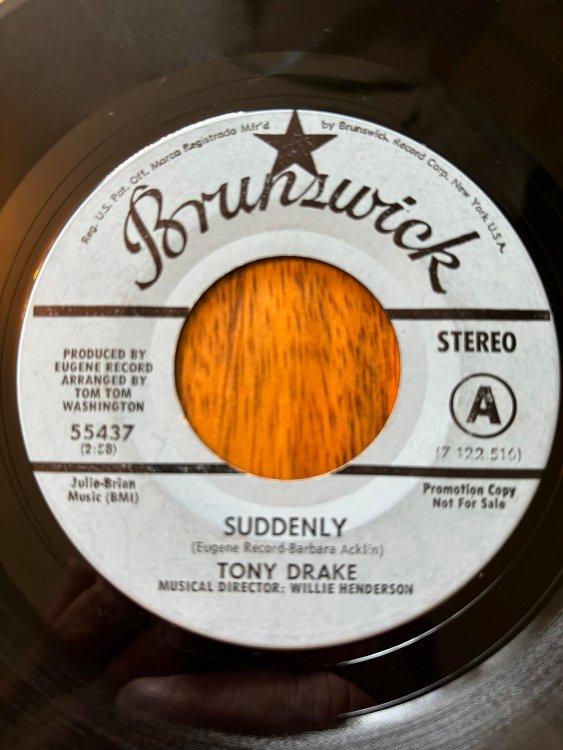 Reg. U.S. Pat. Off. Marca Registrada Mfr'd by Brunswick Record Corp. New York, U.S.A.
Brunswick
STEREO
PRODUCED BY
EUGENE RECORD
ARRANGED BY
TOM TOM
WASHINGTON
55437
(2:58)
A
(7 122 516)
Julie-Brian
Music (BMI)
Promotion Copy
Not For Sale
SUDDENLY
(Eugene Record-Barbara Acklin)
TONY DRAKE
MUSICAL DIRECTOR: WILLIE HENDERSON